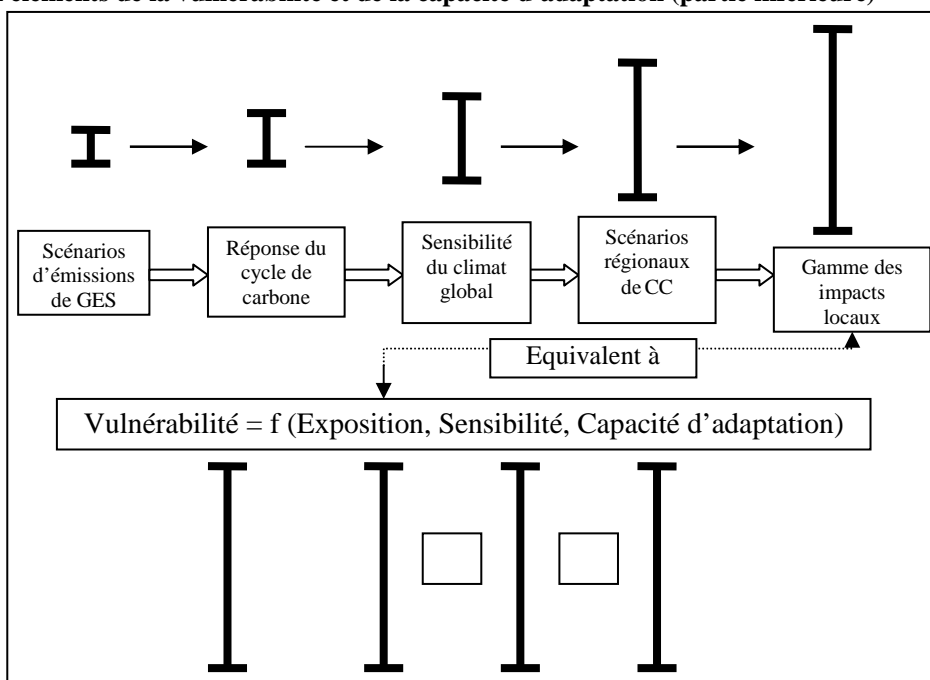 éléments de la vulnérabilité et de la capacité d'adaptation (partie inférieure)
Scénarios
d'émissions
de GES
Réponse du
cycle de
carbone
Sensibilité
du climat
global
Scénarios
régionaux
de CC
Gamme des
impacts
locaux
Equivalent à
Vulnérabilité = f (Exposition, Sensibilité, Capacité d'adaptation)